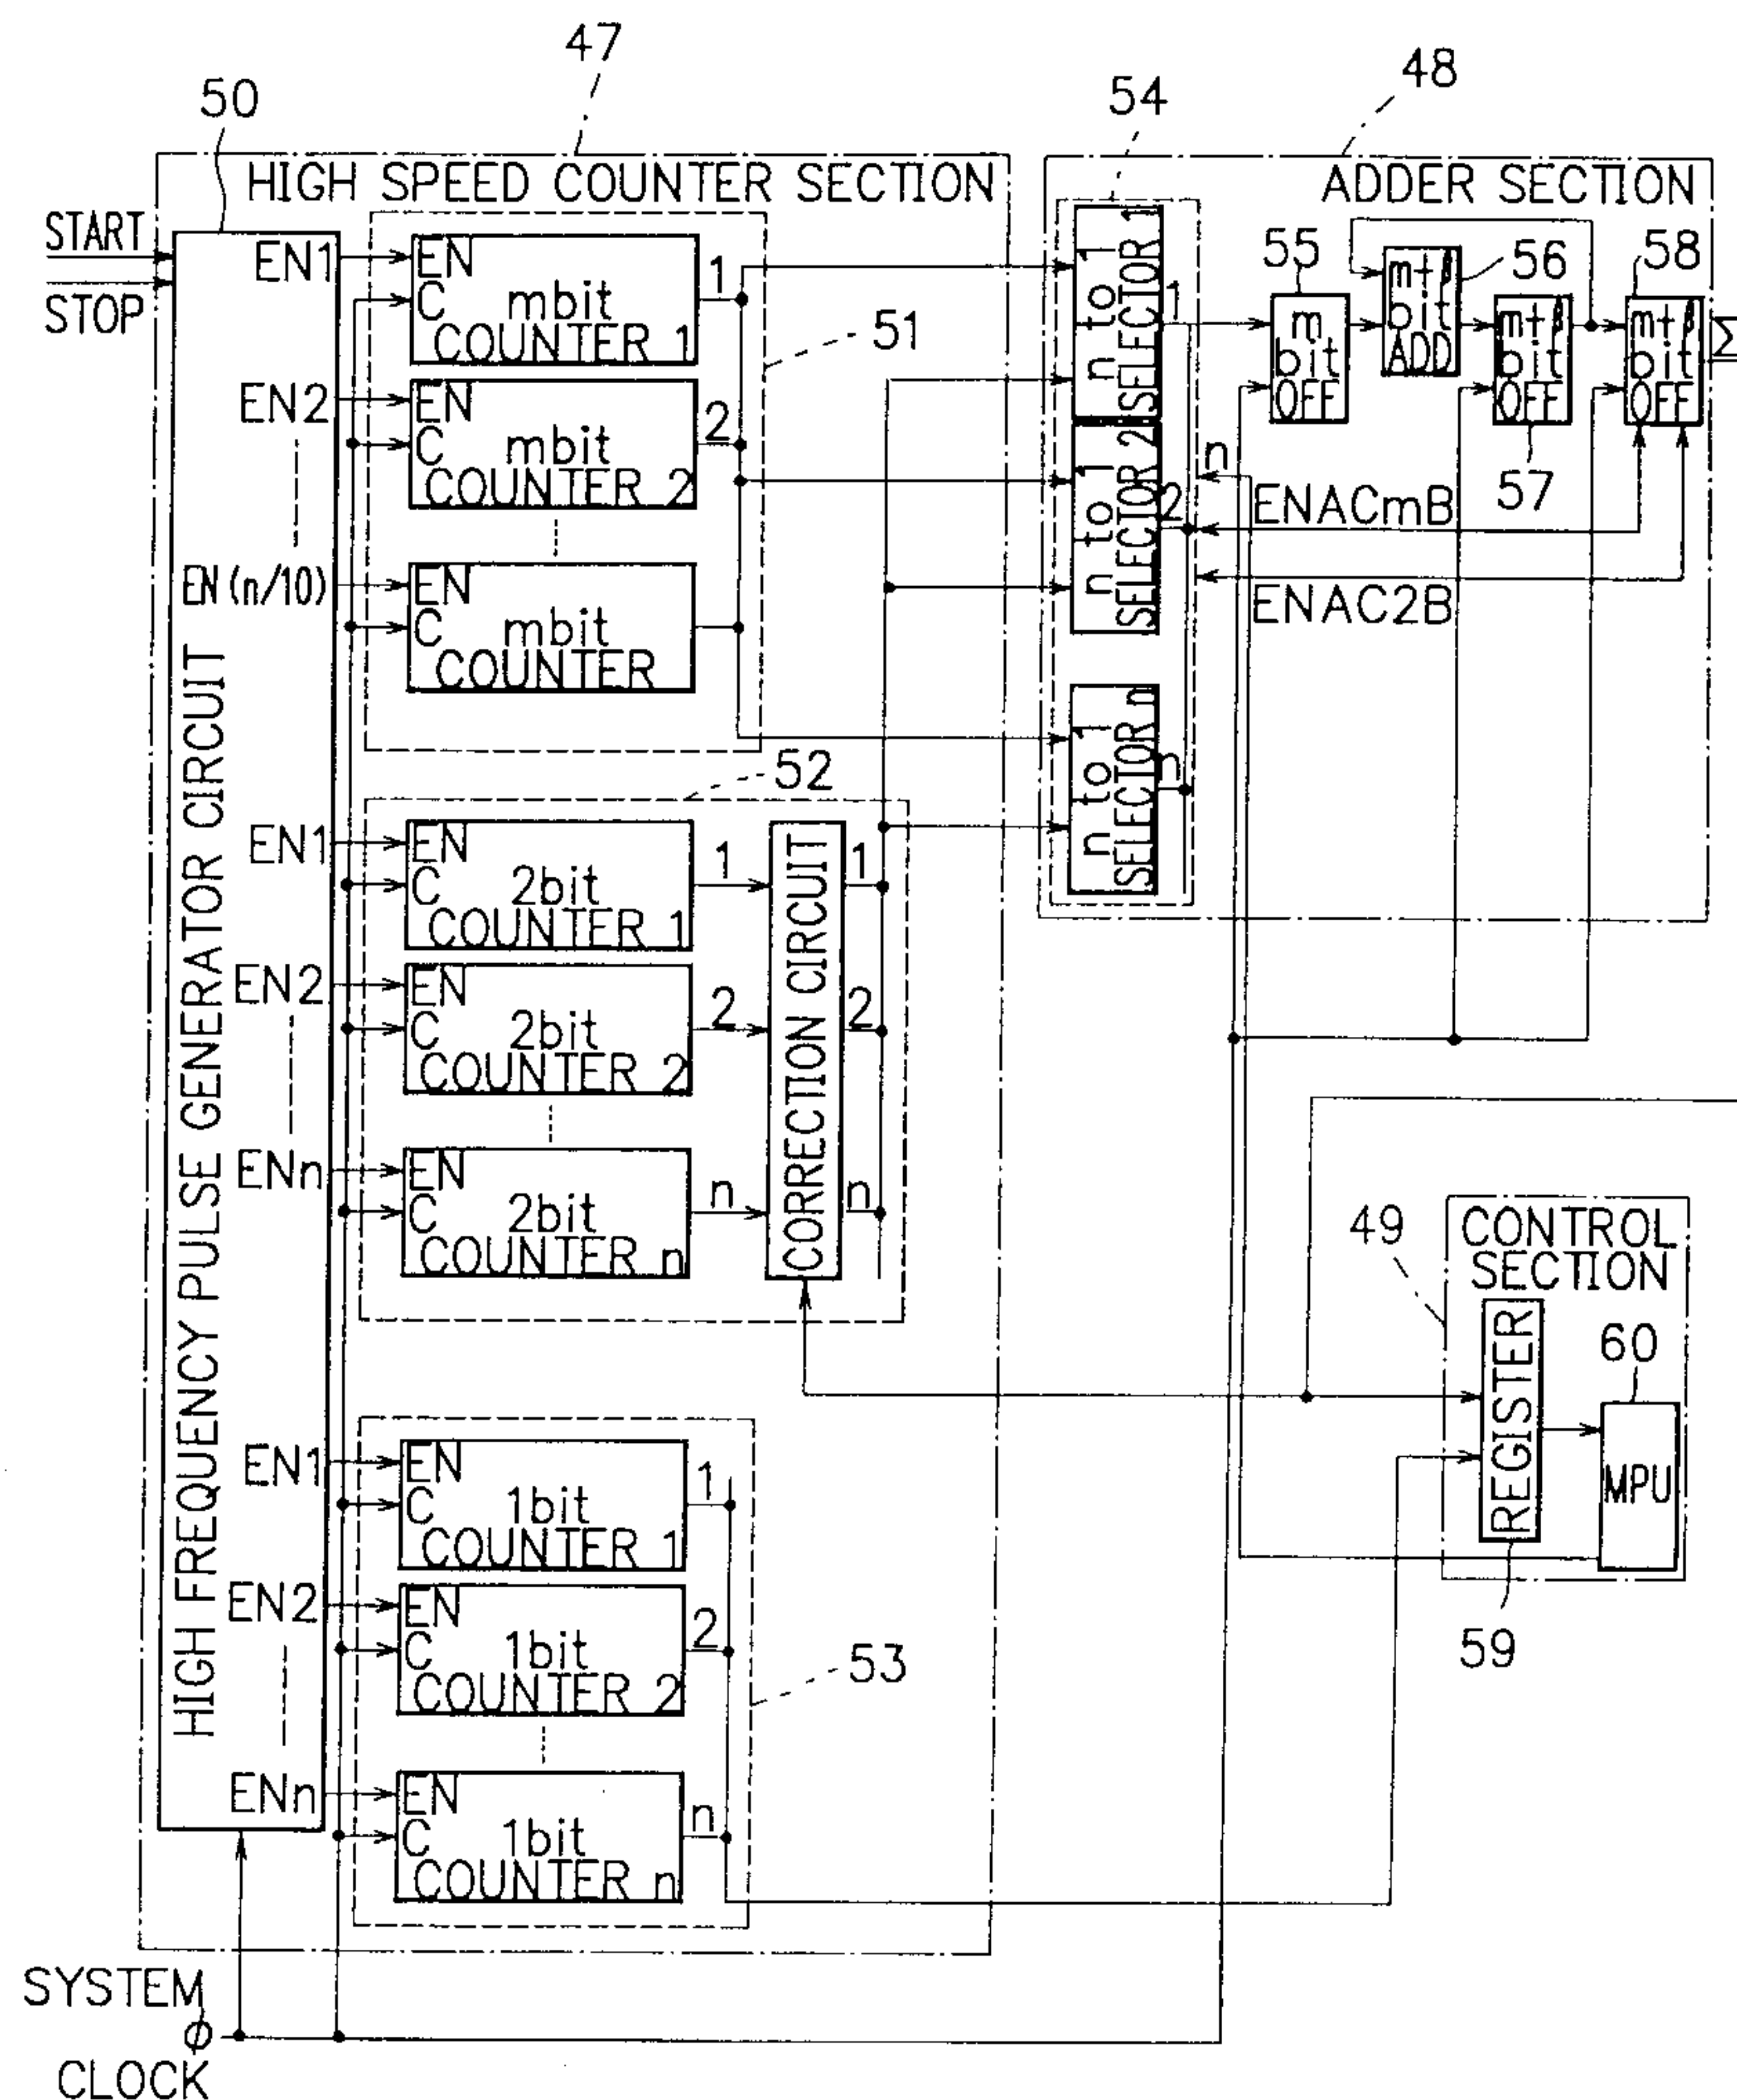 47
48
50
54
HIGH SPEED COUNTER SECTION
ADDER SECTION
START
STOP
HIGH FREQUENCY PULSE GENERATOR CIRCUIT
EN1
EN
C
mbit
COUNTER 1
1
51
EN2
EN
C
mbit
COUNTER 2
2
EN(n/10)
EN
C
mbit
COUNTER
52
EN1
EN
C
2bit
COUNTER 1
1
EN2
EN
C
2bit
COUNTER 2
2
ENn
EN
C
2bit
COUNTER n
n
CORRECTION CIRCUIT
1
2
n
EN1
EN
C
1bit
COUNTER 1
1
EN2
EN
C
1bit
COUNTER 2
2
53
ENn
EN
C
1bit
COUNTER n
n
SYSTEM
CLOCK
n to 1
SELECTOR 1
1
n to 1
SELECTOR 2
2
n to 1
SELECTOR n
n
55
m
bit
OFF
56
m+β
bit
ADD
m+β
bit
OFF
57
58
m+β
bit
OFF
Σ
n
ENACmB
ENAC2B
49
CONTROL
SECTION
REGISTER
59
60
MPU